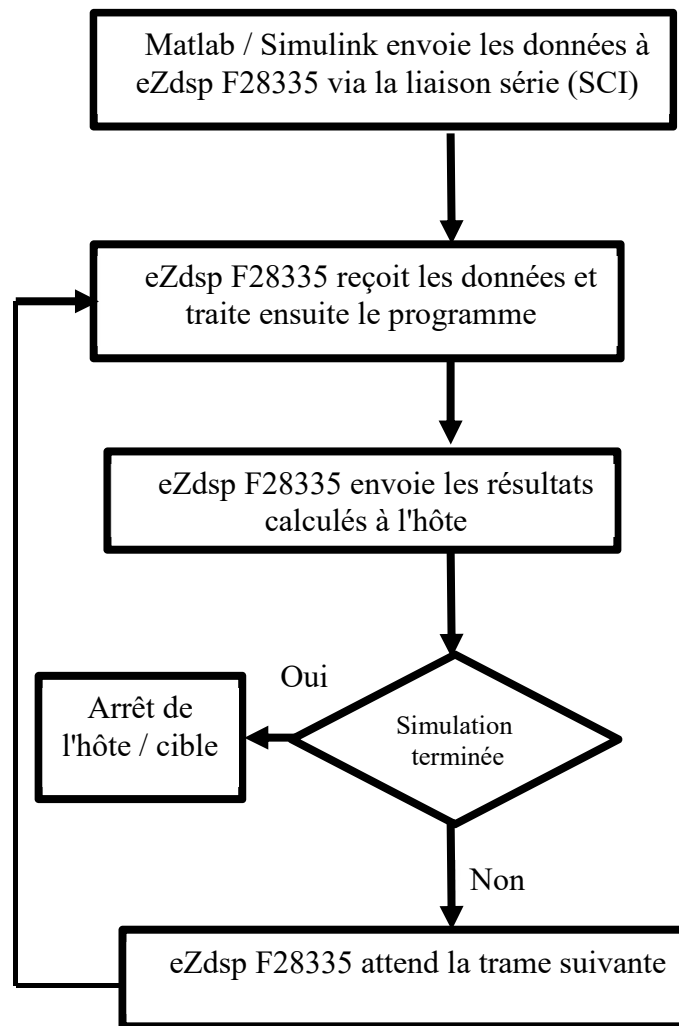 Matlab / Simulink envoie les données à
eZdsp F28335 via la liaison série (SCI)
eZdsp F28335 reçoit les données et
traite ensuite le programme
eZdsp F28335 envoie les résultats
calculés à l'hôte
Oui
Arrêt de
l'hôte / cible
Simulation
terminée
Non
eZdsp F28335 attend la trame suivante